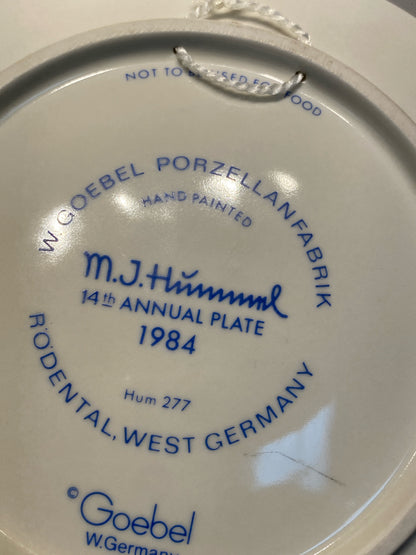 NOT TO BE USED FOR FOOD
W. GOEBEL PORZELLANFABRIK
HAND PAINTED
M.J. Hümmel
14th ANNUAL PLATE
1984
Hum 277
RÖDENTAL, WEST GERMANY
© Goebel
W.Germany